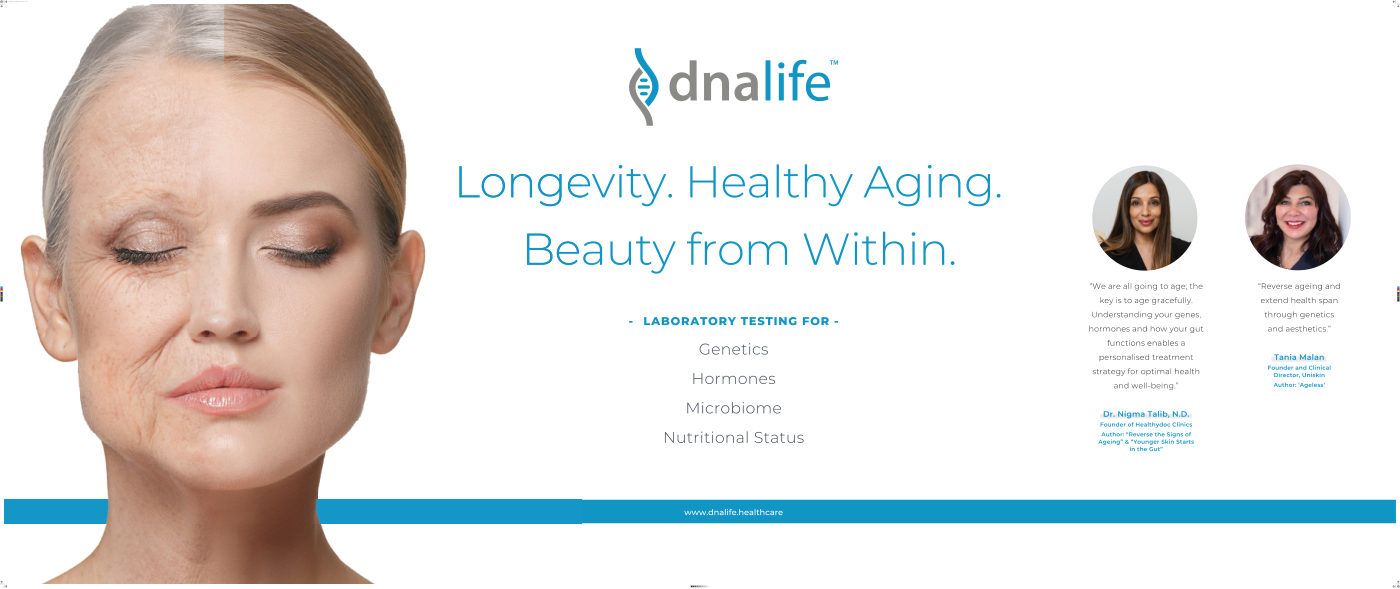 dnalife™
Longevity. Healthy Aging.
Beauty from Within.
- LABORATORY TESTING FOR -
Genetics
Hormones
Microbiome
Nutritional Status
"We are all going to age; the
key is to age gracefully.
Understanding your genes,
hormones and how your gut
functions enables a
personalised treatment
strategy for optimal health
and well-being."
Dr. Nigma Talib, N.D.
Founder of Healthydoc Clinics
Author: "Reverse the Signs of
Ageing" & "Younger Skin Starts
in the Gut"
"Reverse ageing and
extend health span
through genetics
and aesthetics."
Tania Malan
Founder and Clinical
Director, Uniskin
Author: 'Ageless'
www.dnalife.healthcare